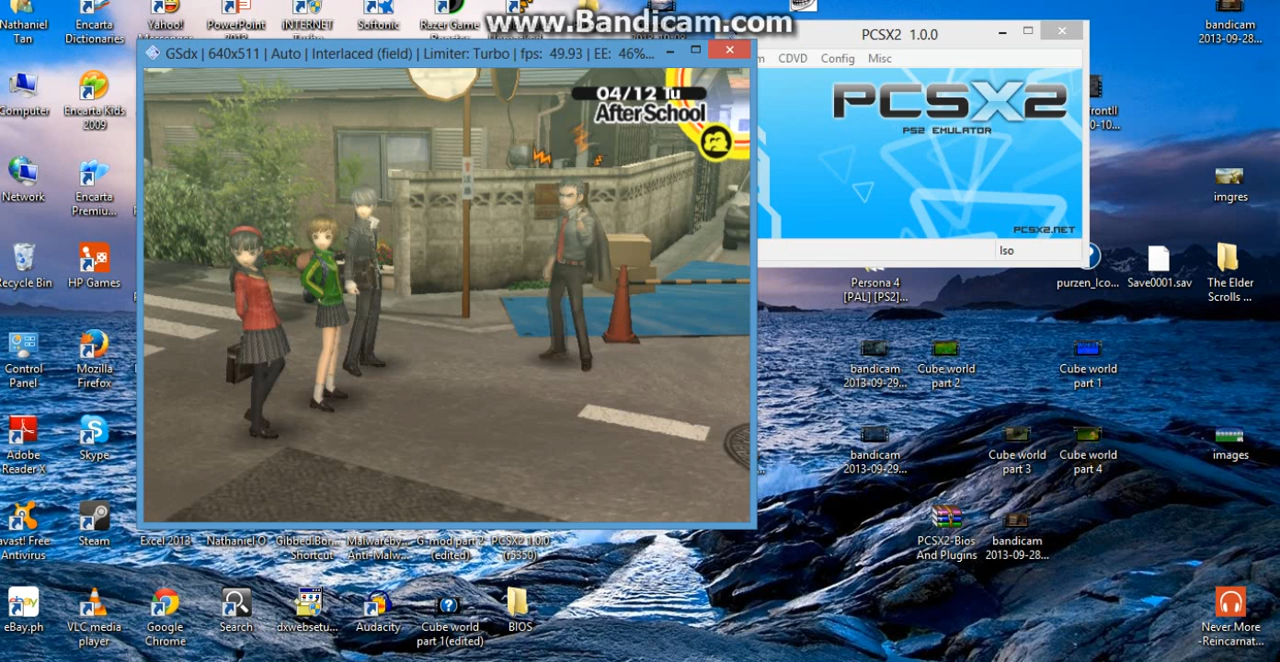 www.Bandicam.com
Nathaniel
Tan
Encarta
Dictionaries
Yahoo!
PowerPoint
INTERNET
Softonic
Razer Game
bandicam
2013-09-28...
GSdx | 640x511 | Auto | Interlaced (field) | Limiter: Turbo | fps: 49.93 | EE: 46%...
PCSX2 1.0.0
CDVD
Config
Misc
PCSX2
PS2 EMULATOR
PCSX2.NET
Iso
04/12 Tu
After School
Computer
Encarta Kids
2009
Network
Encarta
Premiu...
imgres
Recycle Bin
HP Games
Persona 4
[PAL] [PS2]...
purzen_Ico...
Save0001.sav
The Elder
Scrolls ...
Control
Panel
Mozilla
Firefox
bandicam
2013-09-29...
Cube world
part 2
Cube world
part 1
Adobe
Reader X
Skype
bandicam
2013-09-29...
Cube world
part 3
Cube world
part 4
images
avast! Free
Antivirus
Steam
Excel 2013
Nathaniel O
GibbedBor...
- Shortcut
Malwareby...
Anti-Malw...
G-mod part 2
(edited)
PCSX2 1.0.0
(r5350)
PCSX2-Bios
And Plugins
bandicam
2013-09-28...
eBay.ph
VLC media
player
Google
Chrome
Search
dxwebsetu...
Audacity
Cube world
part 1(edited)
BIOS
Never More
-Reincarnat...